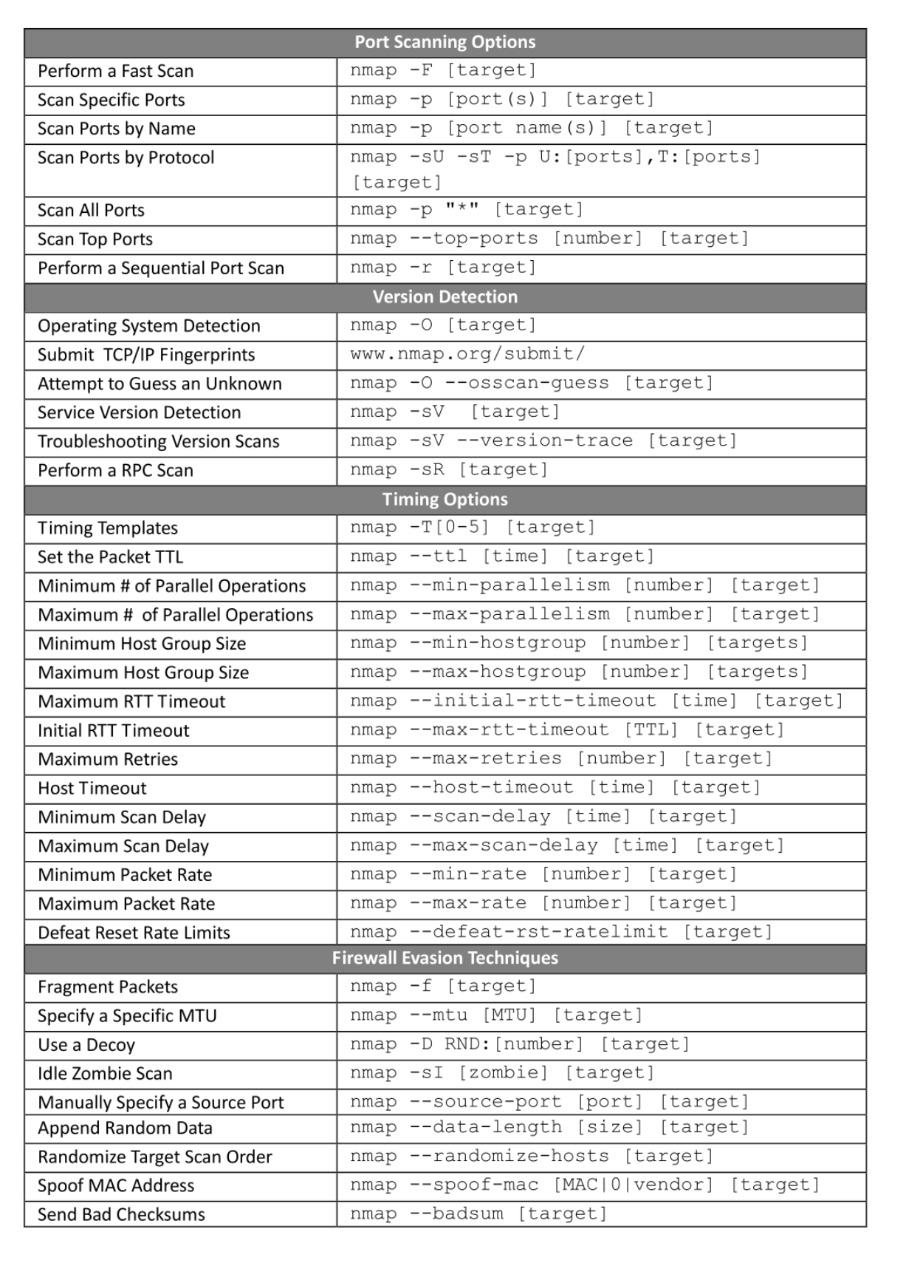 Port Scanning Options
Perform a Fast Scan nmap -F [target]
Scan Specific Ports nmap -p [port(s)] [target]
Scan Ports by Name nmap -p [port name(s)] [target]
Scan Ports by Protocol nmap -sU -sT -p U:[ports],T:[ports]
[target]
Scan All Ports nmap -p "*" [target]
Scan Top Ports nmap --top-ports [number] [target]
Perform a Sequential Port Scan nmap -r [target]
Version Detection
Operating System Detection nmap -O [target]
Submit TCP/IP Fingerprints www.nmap.org/submit/
Attempt to Guess an Unknown nmap -O --osscan-guess [target]
Service Version Detection nmap -sV [target]
Troubleshooting Version Scans nmap -sV --version-trace [target]
Perform a RPC Scan nmap -sR [target]
Timing Options
Timing Templates nmap -T[0-5] [target]
Set the Packet TTL nmap --ttl [time] [target]
Minimum # of Parallel Operations nmap --min-parallelism [number] [target]
Maximum # of Parallel Operations nmap --max-parallelism [number] [target]
Minimum Host Group Size nmap --min-hostgroup [number] [targets]
Maximum Host Group Size nmap --max-hostgroup [number] [targets]
Maximum RTT Timeout nmap --initial-rtt-timeout [time] [target]
Initial RTT Timeout nmap --max-rtt-timeout [TTL] [target]
Maximum Retries nmap --max-retries [number] [target]
Host Timeout nmap --host-timeout [time] [target]
Minimum Scan Delay nmap --scan-delay [time] [target]
Maximum Scan Delay nmap --max-scan-delay [time] [target]
Minimum Packet Rate nmap --min-rate [number] [target]
Maximum Packet Rate nmap --max-rate [number] [target]
Defeat Reset Rate Limits nmap --defeat-rst-ratelimit [target]
Firewall Evasion Techniques
Fragment Packets nmap -f [target]
Specify a Specific MTU nmap --mtu [MTU] [target]
Use a Decoy nmap -D RND:[number] [target]
Idle Zombie Scan nmap -sI [zombie] [target]
Manually Specify a Source Port nmap --source-port [port] [target]
Append Random Data nmap --data-length [size] [target]
Randomize Target Scan Order nmap --randomize-hosts [target]
Spoof MAC Address nmap --spoof-mac [MAC|0|vendor] [target]
Send Bad Checksums nmap --badsum [target]